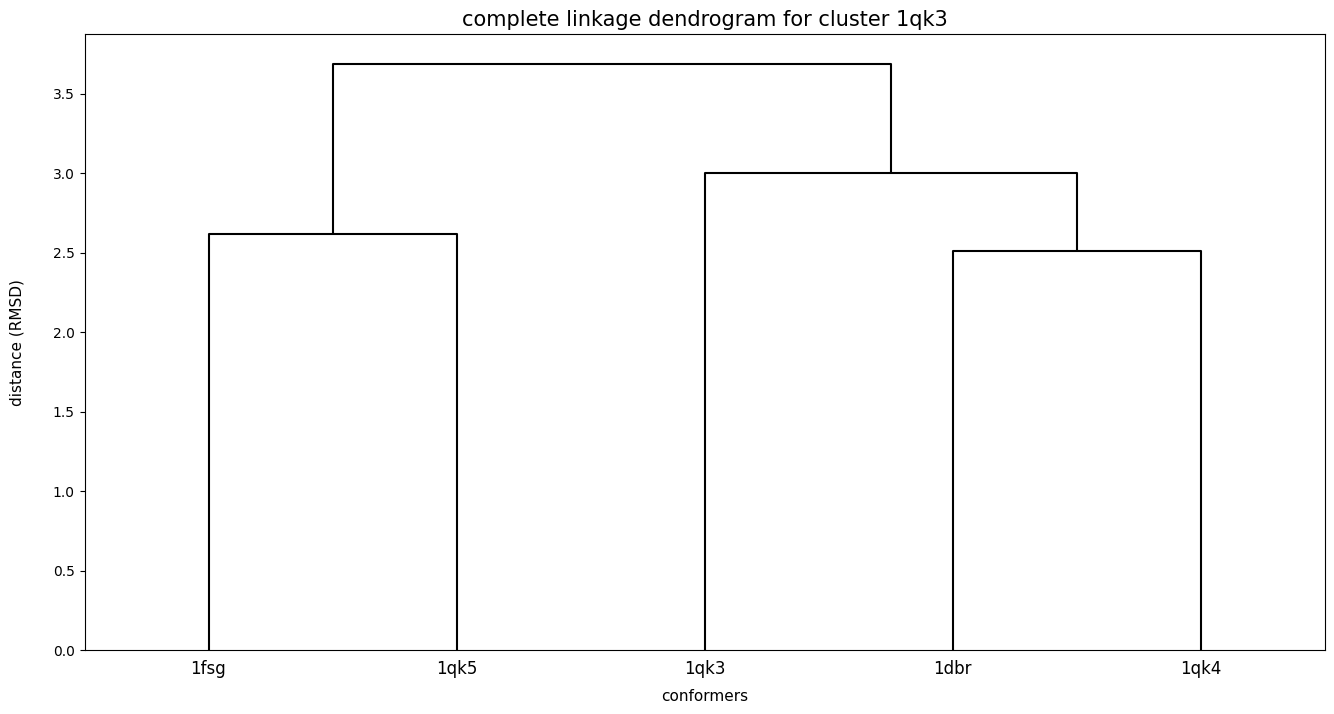 complete linkage dendrogram for cluster 1qk3
3.5
3.0
2.5
2.0
1.5
1.0
0.5
0.0
distance (RMSD)
1fsg 1qk5 1qk3 1dbr 1qk4
conformers